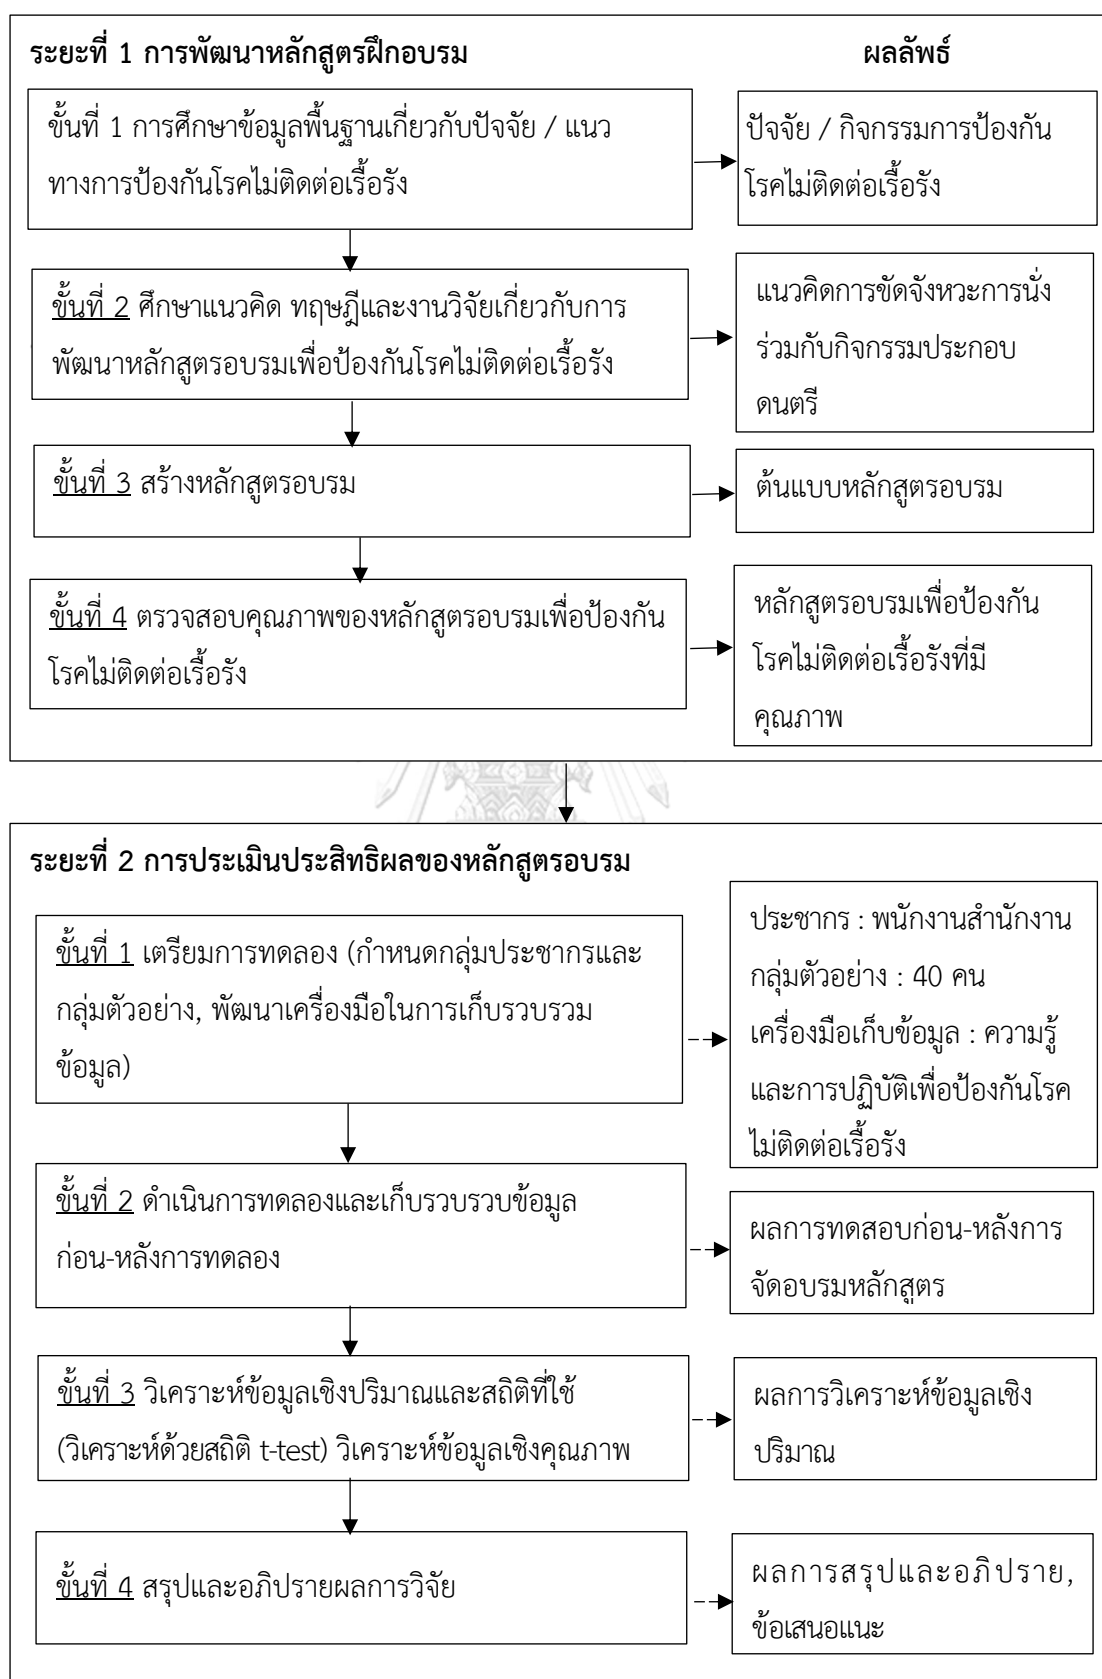 ระยะที่ 1 การพัฒนาหลักสูตรฝึกอบรม
ผลลัพธ์
ขั้นที่ 1 การศึกษาข้อมูลพื้นฐานเกี่ยวกับปัจจัย / แนว
ทางการป้องกันโรคไม่ติดต่อเรื้อรัง
ปัจจัย / กิจกรรมการป้องกัน
โรคไม่ติดต่อเรื้อรัง
ขั้นที่ 2 ศึกษาแนวคิด ทฤษฎีและงานวิจัยเกี่ยวกับการ
พัฒนาหลักสูตรอบรมเพื่อป้องกันโรคไม่ติดต่อเรื้อรัง
แนวคิดการขัดจังหวะการนั่ง
ร่วมกับกิจกรรมประกอบ
ดนตรี
ขั้นที่ 3 สร้างหลักสูตรอบรม
ต้นแบบหลักสูตรอบรม
ขั้นที่ 4 ตรวจสอบคุณภาพของหลักสูตรอบรมเพื่อป้องกัน
โรคไม่ติดต่อเรื้อรัง
หลักสูตรอบรมเพื่อป้องกัน
โรคไม่ติดต่อเรื้อรังที่มี
คุณภาพ
ระยะที่ 2 การประเมินประสิทธิผลของหลักสูตรอบรม
ขั้นที่ 1 เตรียมการทดลอง (กำหนดกลุ่มประชากรและ
กลุ่มตัวอย่าง, พัฒนาเครื่องมือในการเก็บรวบรวม
ข้อมูล)
ประชากร : พนักงานสำนักงาน
กลุ่มตัวอย่าง : 40 คน
เครื่องมือเก็บข้อมูล : ความรู้
และการปฏิบัติเพื่อป้องกันโรค
ไม่ติดต่อเรื้อรัง
ขั้นที่ 2 ดำเนินการทดลองและเก็บรวบรวบข้อมูล
ก่อน-หลังการทดลอง
ผลการทดสอบก่อน-หลังการ
จัดอบรมหลักสูตร
ขั้นที่ 3 วิเคราะห์ข้อมูลเชิงปริมาณและสถิติที่ใช้
(วิเคราะห์ด้วยสถิติ t-test) วิเคราะห์ข้อมูลเชิงคุณภาพ
ผลการวิเคราะห์ข้อมูลเชิง
ปริมาณ
ขั้นที่ 4 สรุปและอภิปรายผลการวิจัย
ผลการสรุปและอภิปราย,
ข้อเสนอแนะ